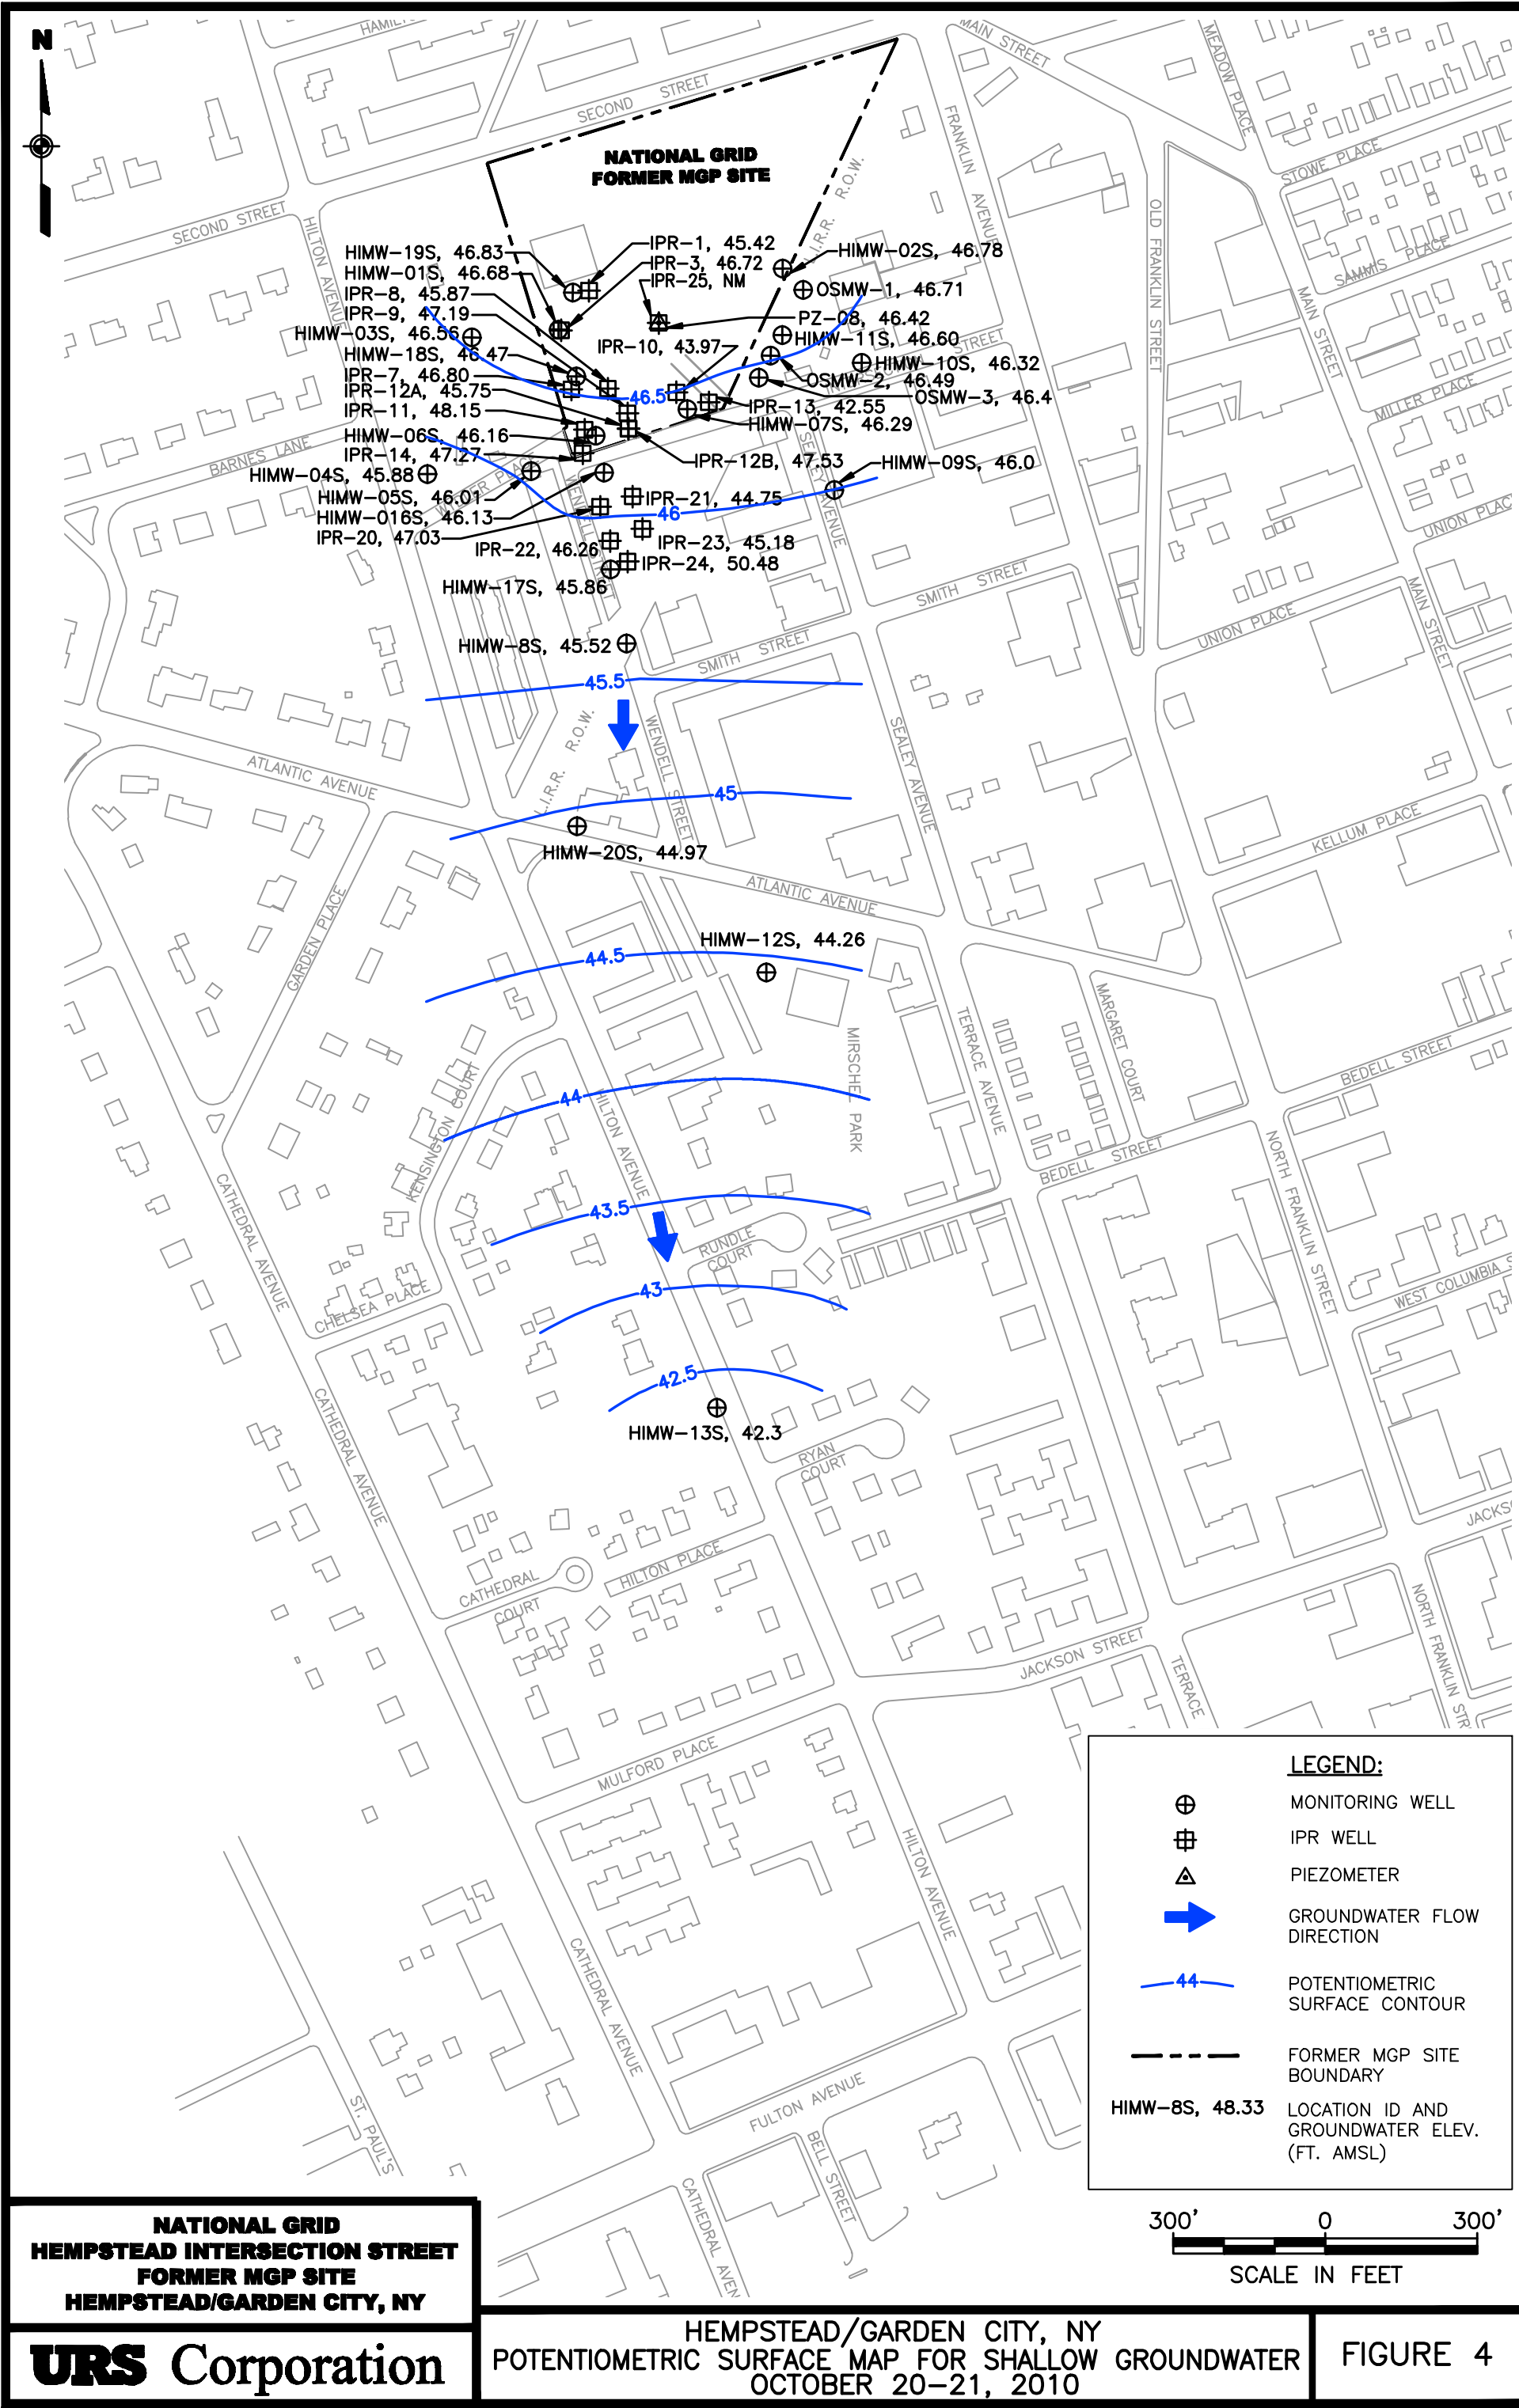 N
HAMIL
MAIN STREET
MEADOW PLACE
SECOND STREET
FRANKLIN AVENUE
NATIONAL GRID
FORMER MGP SITE
STOWE PLACE
L.I.R.R. R.O.W.
OLD FRANKLIN STREET
SECOND STREET
HILTON AVENUE
SAMMIS PLACE
MAIN STREET
HIMW-19S, 46.83
IPR-1, 45.42
HIMW-02S, 46.78
HIMW-01S, 46.68
IPR-3, 46.72
IPR-25, NM
IPR-8, 45.87
OSMW-1, 46.71
IPR-9, 47.19
PZ-08, 46.42
HIMW-03S, 46.56
HIMW-11S, 46.60
STREET
IPR-10, 43.97
HIMW-18S, 46.47
HIMW-10S, 46.32
IPR-7, 46.80
OSMW-2, 46.49
IPR-12A, 45.75
46.5
OSMW-3, 46.4
IPR-11, 48.15
IPR-13, 42.55
MILLER PLACE
HIMW-07S, 46.29
HIMW-06S, 46.16
BARNES LANE
IPR-14, 47.27
IPR-12B, 47.53
HIMW-09S, 46.0
SEALEY AVENUE
HIMW-04S, 45.88
HIMW-05S, 46.01
IPR-21, 44.75
HIMW-016S, 46.13
46
UNION PLAC
IPR-20, 47.03
IPR-22, 46.26
IPR-23, 45.18
IPR-24, 50.48
HIMW-17S, 45.86
SMITH STREET
MAIN STREET
UNION PLACE
HIMW-8S, 45.52
SMITH STREET
45.5
L.I.R.R. R.O.W.
WENDELL STREET
SEALEY AVENUE
ATLANTIC AVENUE
45
KELLUM PLACE
HIMW-20S, 44.97
ATLANTIC AVENUE
GARDEN PLACE
HIMW-12S, 44.26
44.5
MARGARET COURT
TERRACE AVENUE
MIRSCHEL PARK
BEDELL STREET
44
HILTON AVENUE
KENSINGTON COURT
BEDELL STREET
NORTH FRANKLIN STREET
CATHEDRAL AVENUE
43.5
RUNDLE
COURT
43
WEST COLUMBIA S
CHELSEA PLACE
42.5
CATHEDRAL AVENUE
HIMW-13S, 42.3
RYAN
COURT
JACKS
HILTON PLACE
CATHEDRAL
COURT
NORTH FRANKLIN STR
JACKSON STREET
TERRACE
MULFORD PLACE
HILTON AVENUE
CATHEDRAL AVENUE
FULTON AVENUE
ST. PAUL'S
BELL STREET
CATHEDRAL AVEN
LEGEND:
MONITORING WELL
IPR WELL
PIEZOMETER
GROUNDWATER FLOW
DIRECTION
44
POTENTIOMETRIC
SURFACE CONTOUR
FORMER MGP SITE
BOUNDARY
HIMW-8S, 48.33
LOCATION ID AND
GROUNDWATER ELEV.
(FT. AMSL)
300' 0 300'
SCALE IN FEET
NATIONAL GRID
HEMPSTEAD INTERSECTION STREET
FORMER MGP SITE
HEMPSTEAD/GARDEN CITY, NY
URS Corporation
HEMPSTEAD/GARDEN CITY, NY
POTENTIOMETRIC SURFACE MAP FOR SHALLOW GROUNDWATER
OCTOBER 20-21, 2010
FIGURE 4